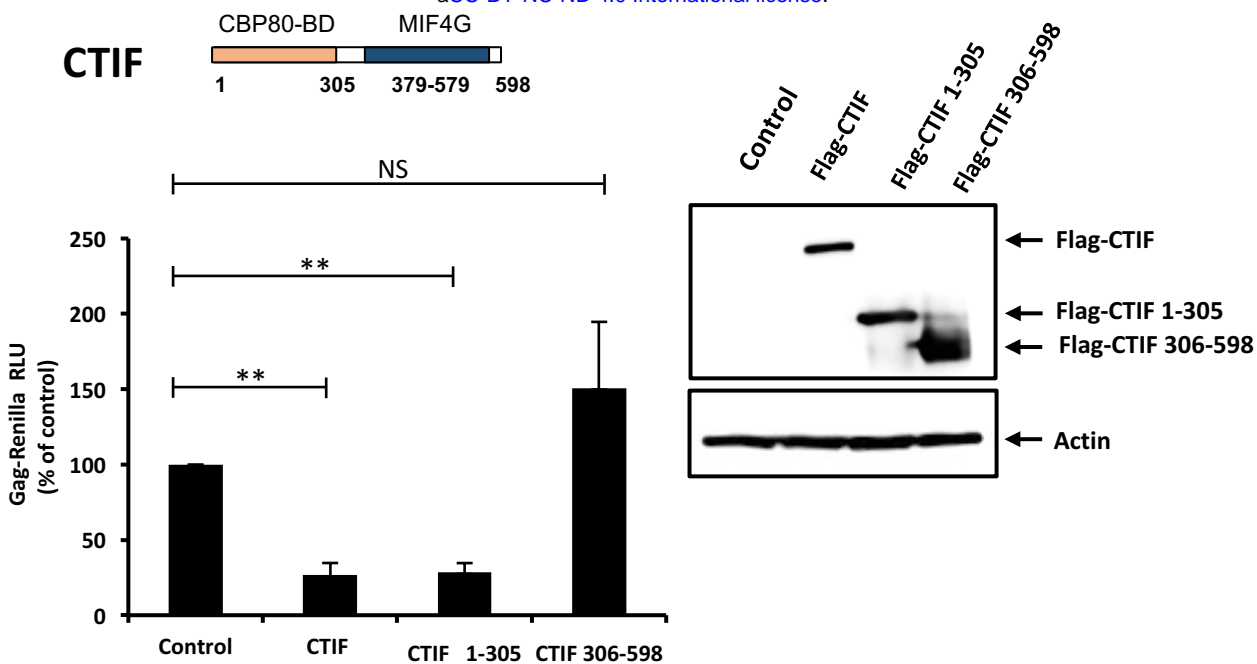 CBP80-BD MIF4G
CTIF
1 305 379-579 598
NS
**
**
250
200
150
100
50
0
Gag-Renilla RLU
(% of control)
Control CTIF CTIF 1-305 CTIF 306-598
Control
Flag-CTIF
Flag-CTIF 1-305
Flag-CTIF 306-598
Flag-CTIF
Flag-CTIF 1-305
Flag-CTIF 306-598
Actin